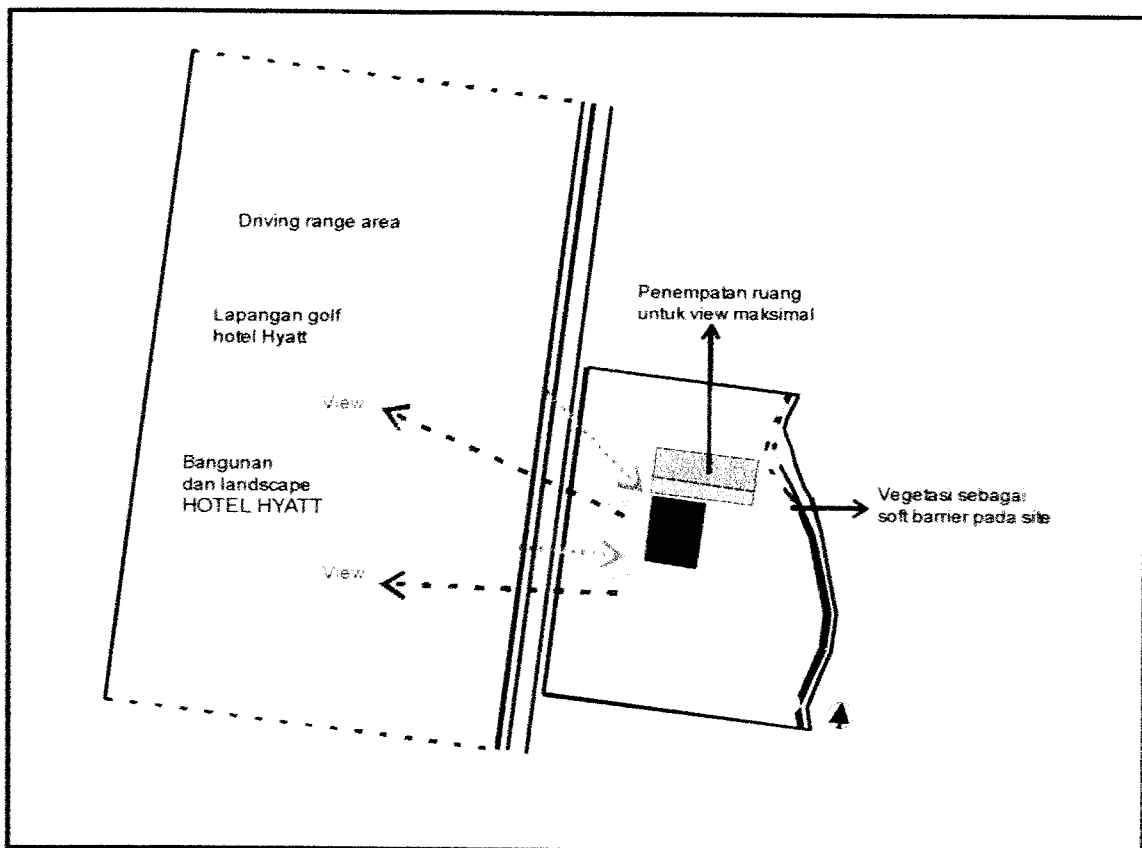 Driving range area
Lapangan golf
hotel Hyatt
View
Bangunan
dan landscape
HOTEL HYATT
View
Penempatan ruang
untuk view maksimal
Vegetasi sebagai
soft barrier pada site